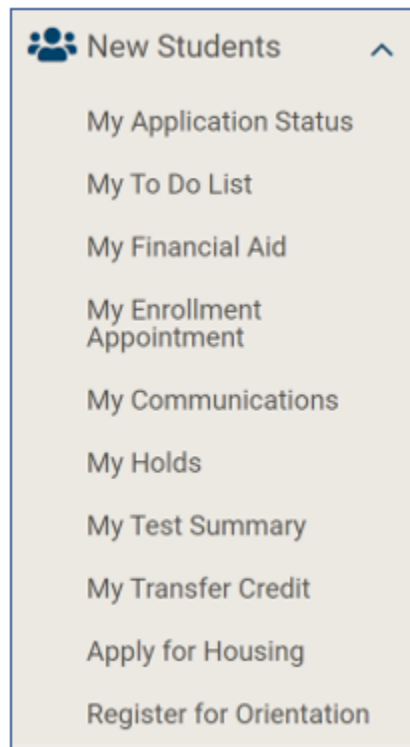 New Students
My Application Status
My To Do List
My Financial Aid
My Enrollment
Appointment
My Communications
My Holds
My Test Summary
My Transfer Credit
Apply for Housing
Register for Orientation